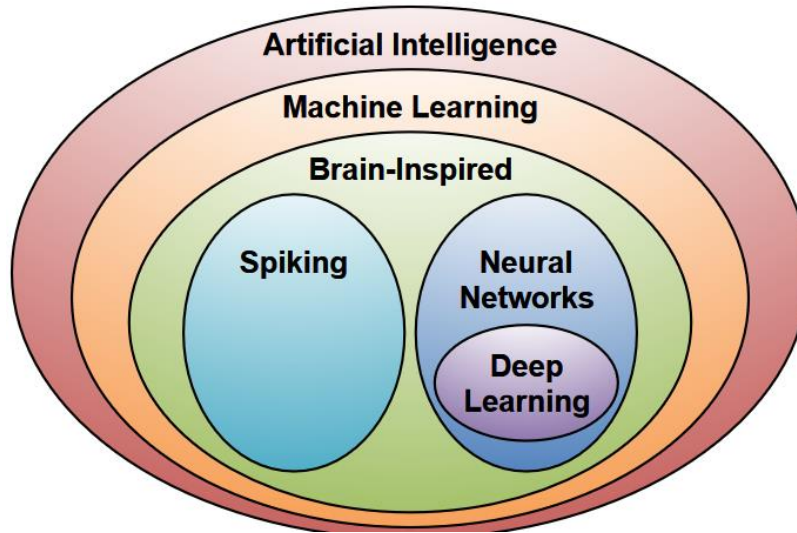 Artificial Intelligence
Machine Learning
Brain-Inspired
Spiking
Neural
Networks
Deep
Learning